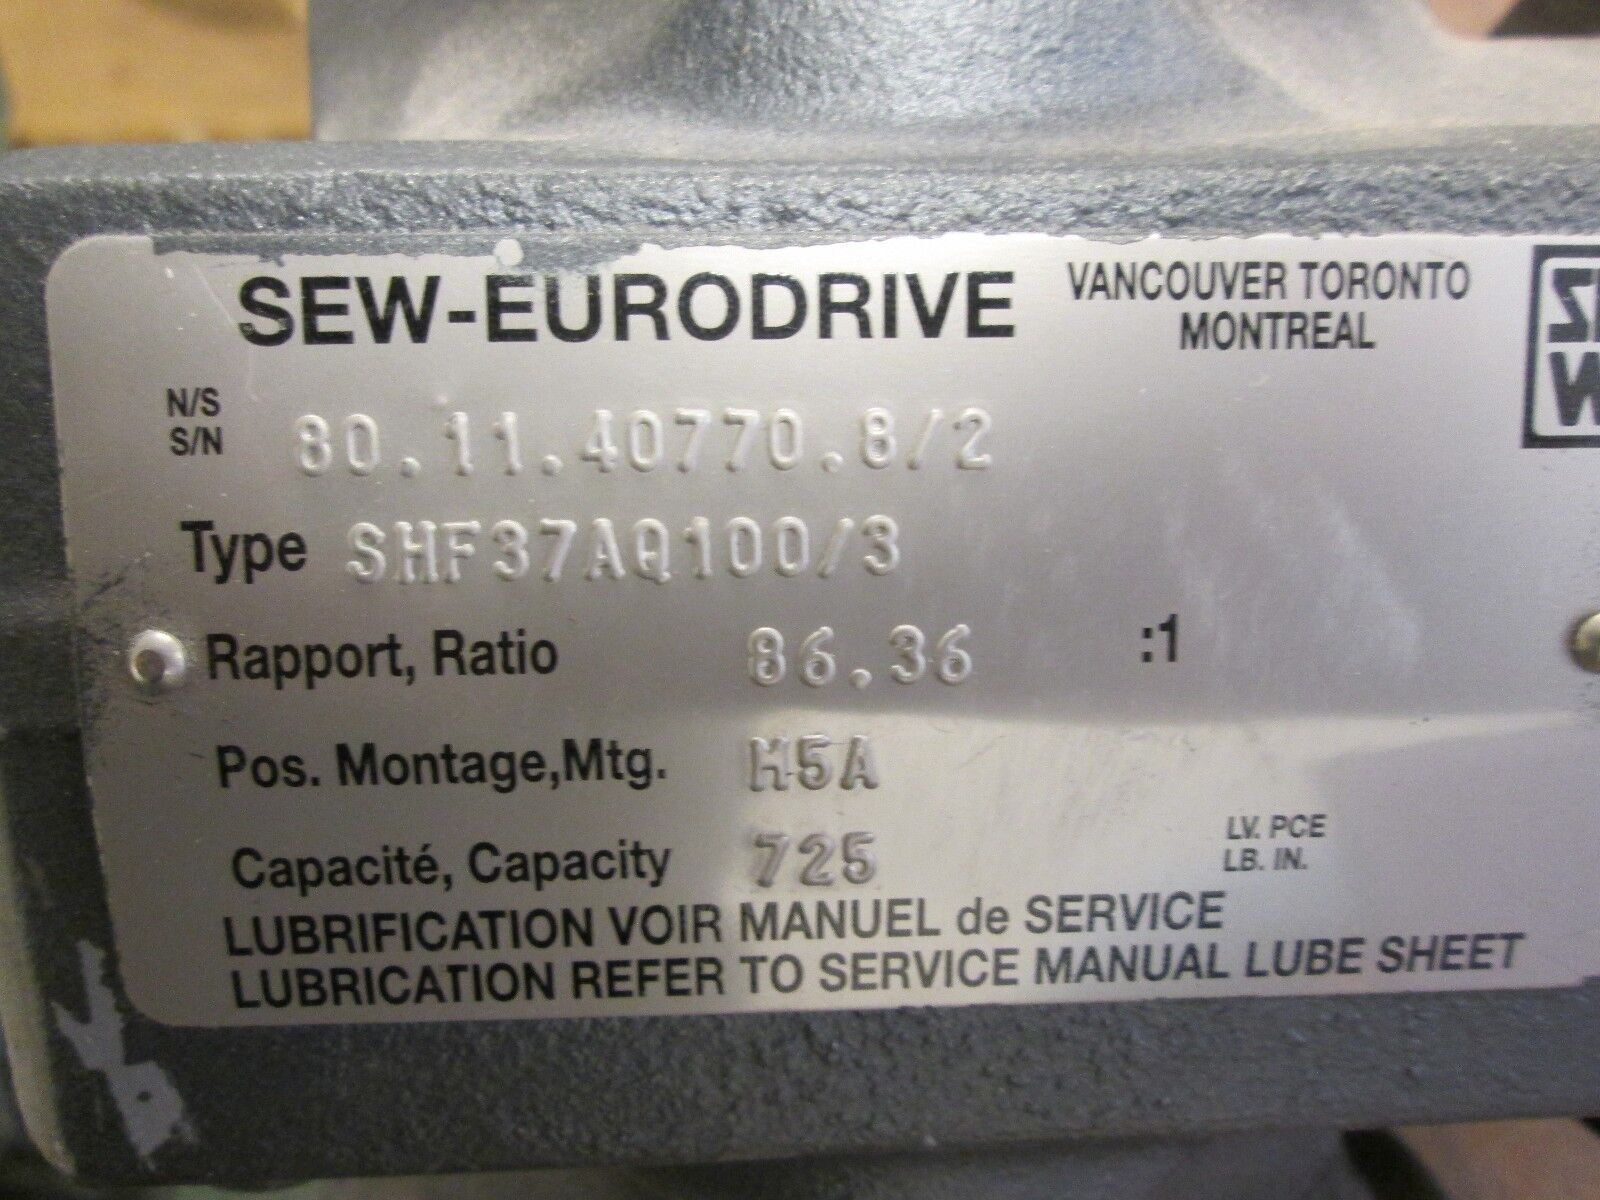 SEW-EURODRIVE
VANCOUVER TORONTO
MONTREAL
N/S
S/N 80.11.40770.8/2
Type SHF37AQ100/3
Rapport, Ratio 86.36 :1
Pos. Montage,Mtg. M5A
Capacité, Capacity 725 LV. PCE
LB. IN.
LUBRIFICATION VOIR MANUEL de SERVICE
LUBRICATION REFER TO SERVICE MANUAL LUBE SHEET